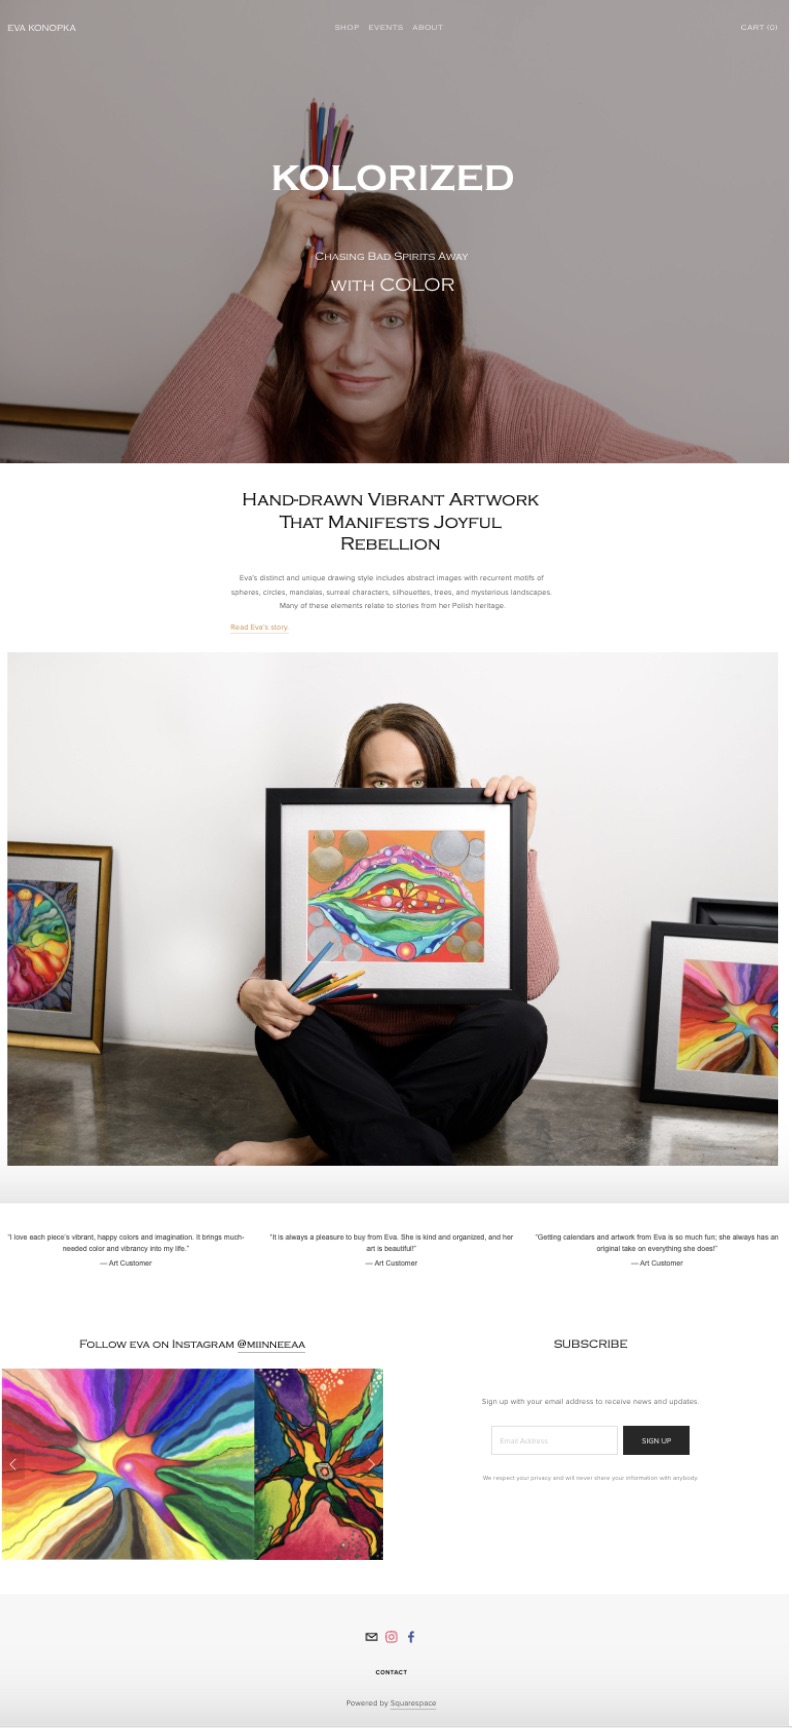 EVA KONOPKA
SHOP EVENTS ABOUT
CART (0)
KOLORIZED
Chasing Bad Spirits Away
with COLOR
Hand-drawn Vibrant Artwork
That Manifests Joyful
Rebellion
Eva's distinct and unique drawing style includes abstract images with recurrent motifs of
spheres, circles, mandalas, surreal characters, silhouettes, trees, and mysterious landscapes.
Many of these elements relate to stories from her Polish heritage.
Read Eva's story.
"I love each piece's vibrant, happy colors and imagination. It brings much-
needed color and vibrancy into my life."
— Art Customer
"It is always a pleasure to buy from Eva. She is kind and organized, and her
art is beautiful!"
— Art Customer
"Getting calendars and artwork from Eva is so much fun; she always has an
original take on everything she does!"
— Art Customer
Follow eva on Instagram @miinneeaa
SUBSCRIBE
Sign up with your email address to receive news and updates.
Email Address
SIGN UP
We respect your privacy and will never share your information with anybody.
CONTACT
Powered by Squarespace